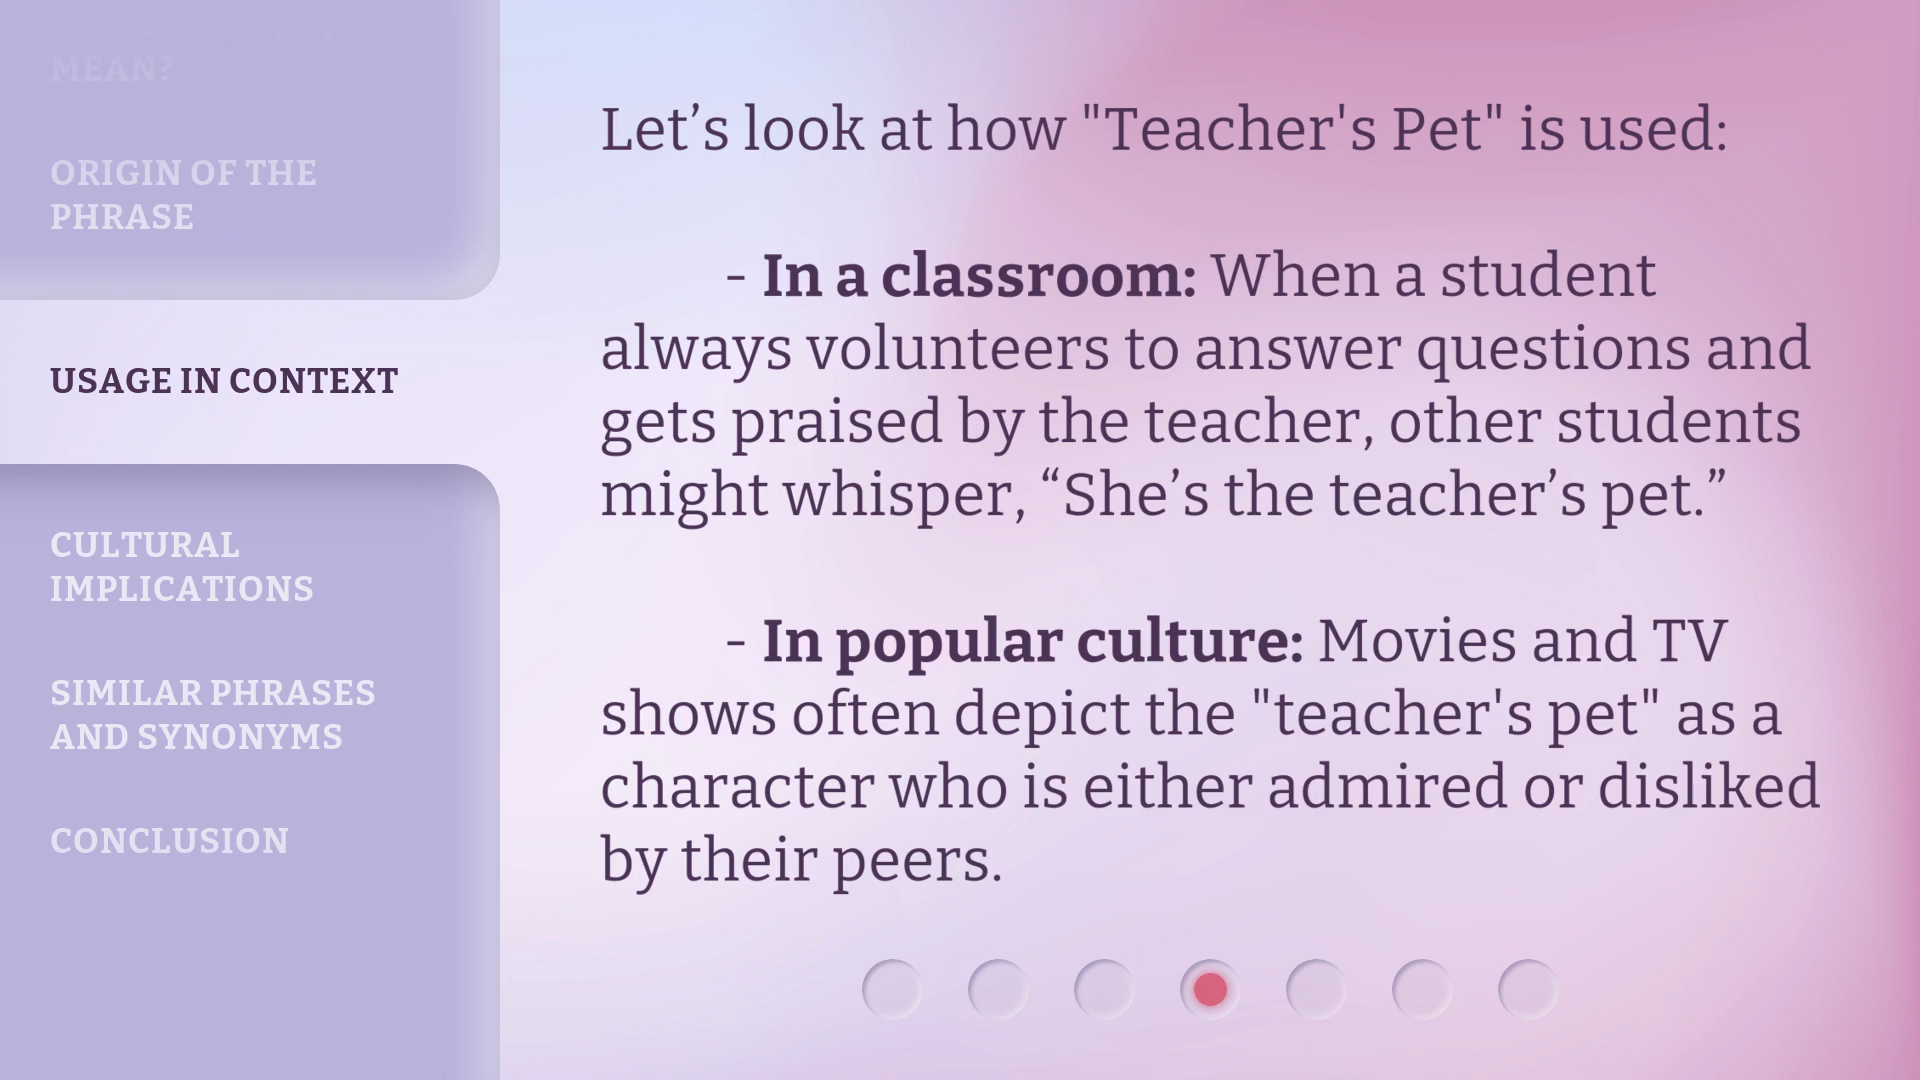 MEAN?
ORIGIN OF THE
PHRASE
USAGE IN CONTEXT
CULTURAL
IMPLICATIONS
SIMILAR PHRASES
AND SYNONYMS
CONCLUSION
Let’s look at how "Teacher's Pet" is used:
- In a classroom: When a student
always volunteers to answer questions and
gets praised by the teacher, other students
might whisper, “She’s the teacher’s pet.”
- In popular culture: Movies and TV
shows often depict the "teacher's pet" as a
character who is either admired or disliked
by their peers.